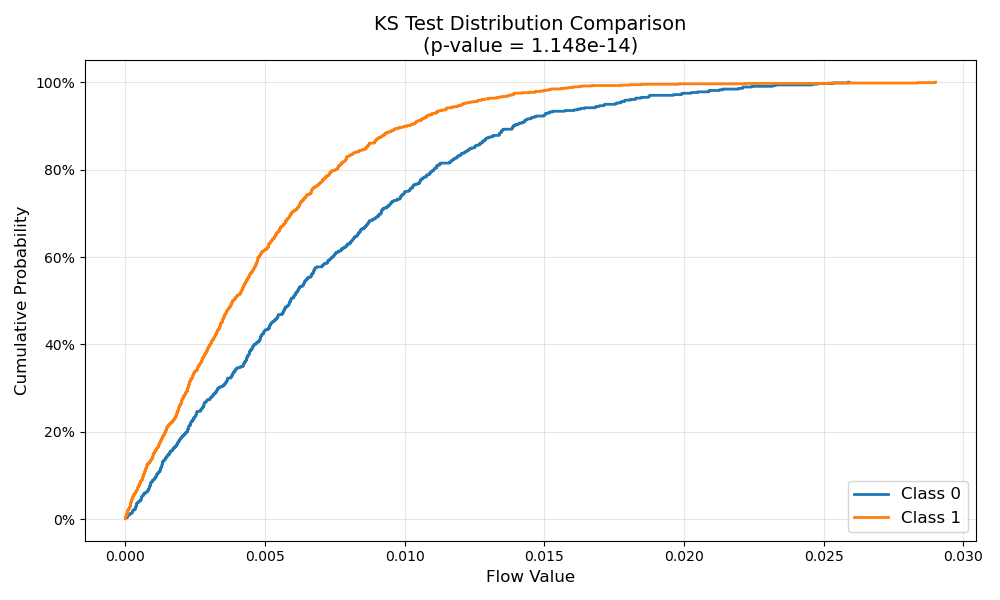 KS Test Distribution Comparison
(p-value = 1.148e-14)
100%
80%
60%
40%
20%
0%
Cumulative Probability
0.000 0.005 0.010 0.015 0.020 0.025 0.030
Flow Value
Class 0
Class 1